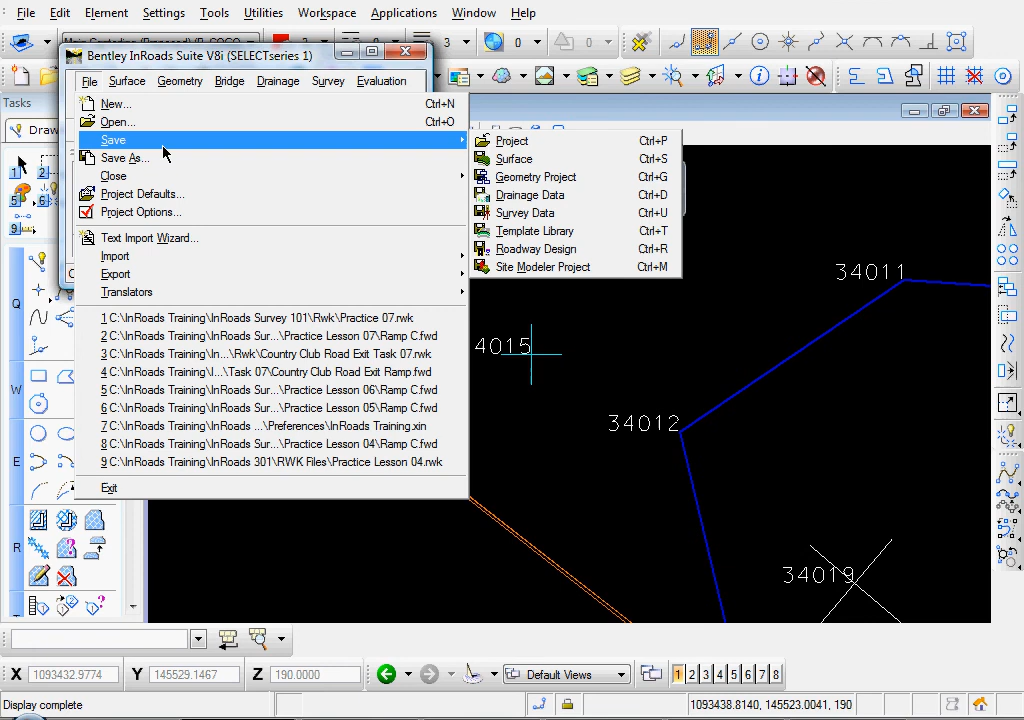 File Edit Element Settings Tools Utilities Workspace Applications Window Help
3 0 0
Bentley InRoads Suite V8i (SELECTseries 1)
File Surface Geometry Bridge Drainage Survey Evaluation
Tasks
New... Ctrl+N
Open... Ctrl+O
Save
Save As...
Close
Project Defaults...
Project Options...
Text Import Wizard...
Import
Export
Translators
1 C:\InRoads Training\InRoads Survey 101\Rwk\Practice 07.rwk
2 C:\InRoads Training\InRoads Sur...\Practice Lesson 07\Ramp C.fwd
3 C:\InRoads Training\In...\Rwk\Country Club Road Exit Task 07.rwk
4 C:\InRoads Training\I...\Task 07\Country Club Road Exit Ramp.fwd
5 C:\InRoads Training\InRoads Sur...\Practice Lesson 06\Ramp C.fwd
6 C:\InRoads Training\InRoads Sur...\Practice Lesson 05\Ramp C.fwd
7 C:\InRoads Training\InRoads ...\Preferences\InRoads Training.xin
8 C:\InRoads Training\InRoads Sur...\Practice Lesson 04\Ramp C.fwd
9 C:\InRoads Training\InRoads 301\RWK Files\Practice Lesson 04.rwk
Exit
Project Ctrl+P
Surface Ctrl+S
Geometry Project Ctrl+G
Drainage Data Ctrl+D
Survey Data Ctrl+U
Template Library Ctrl+T
Roadway Design Ctrl+R
Site Modeler Project Ctrl+M
Draw
1 2
5 6
9
Q
W
E
R
34011
4015
34012
34019
X 1093432.9774 Y 145529.1467 Z 190.0000 Default Views 1 2 3 4 5 6 7 8
Display complete 1093438.8140, 145523.0041, 190